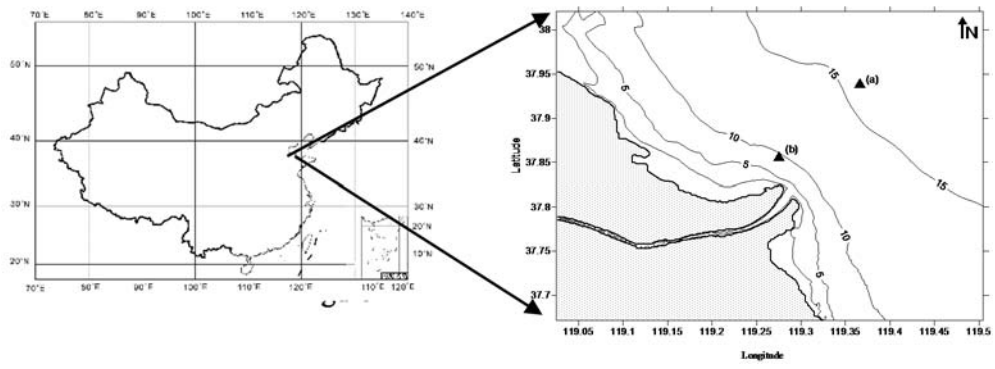 70°E 80°E 90°E 100°E 110°E 120°E 130°E 140°E
50°N
50°N
40°N
40°N
30°N
30°N
20°N
20°N
10°N
70°E 80°E 90°E 100°E 110°E 120°E 110°E 120°E
38
37.95
37.9
37.85
37.8
37.75
37.7
Latitude
N
15
(a)
5
10
(b)
5
15
10
5
119.05 119.1 119.15 119.2 119.25 119.3 119.35 119.4 119.45 119.5
Longitude